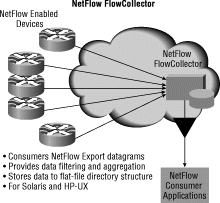 NetFlow FlowCollector
NetFlow Enabled
Devices
NetFlow
FlowCollector
• Consumers NetFlow Export datagrams
• Provides data filtering and aggregation
• Stores data to flat-file directory structure
• For Solaris and HP-UX
NetFlow
Consumer
Applications